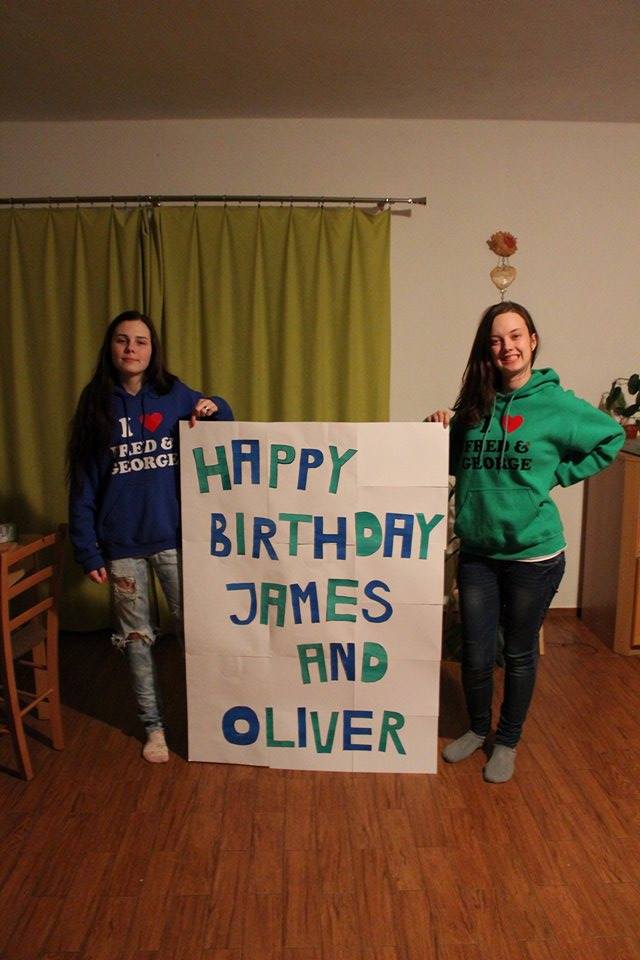 I ❤
FRED &
GEORGE
HAPPY
BIRTHDAY
JAMES
AND
OLIVER
I ❤
FRED &
GEORGE